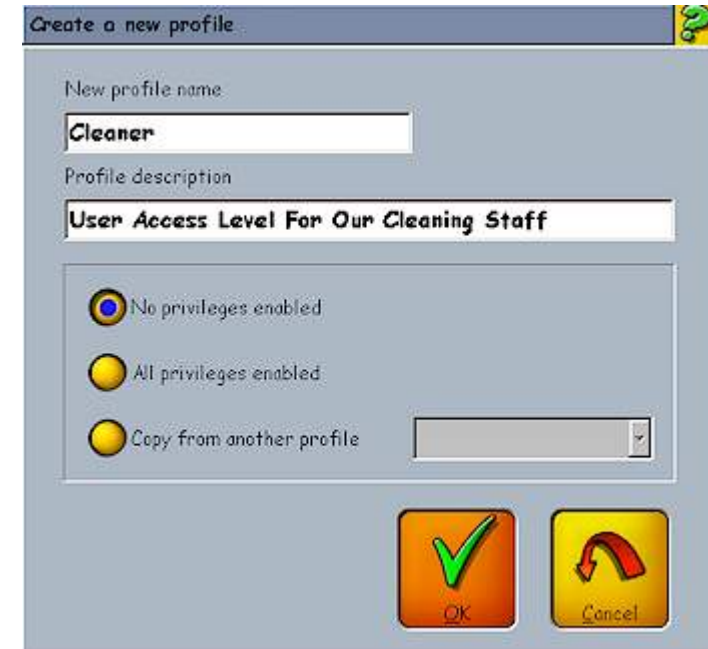 Create a new profile
?
New profile name
Cleaner
Profile description
User Access Level For Our Cleaning Staff
No privileges enabled
All privileges enabled
Copy from another profile
OK
Cancel